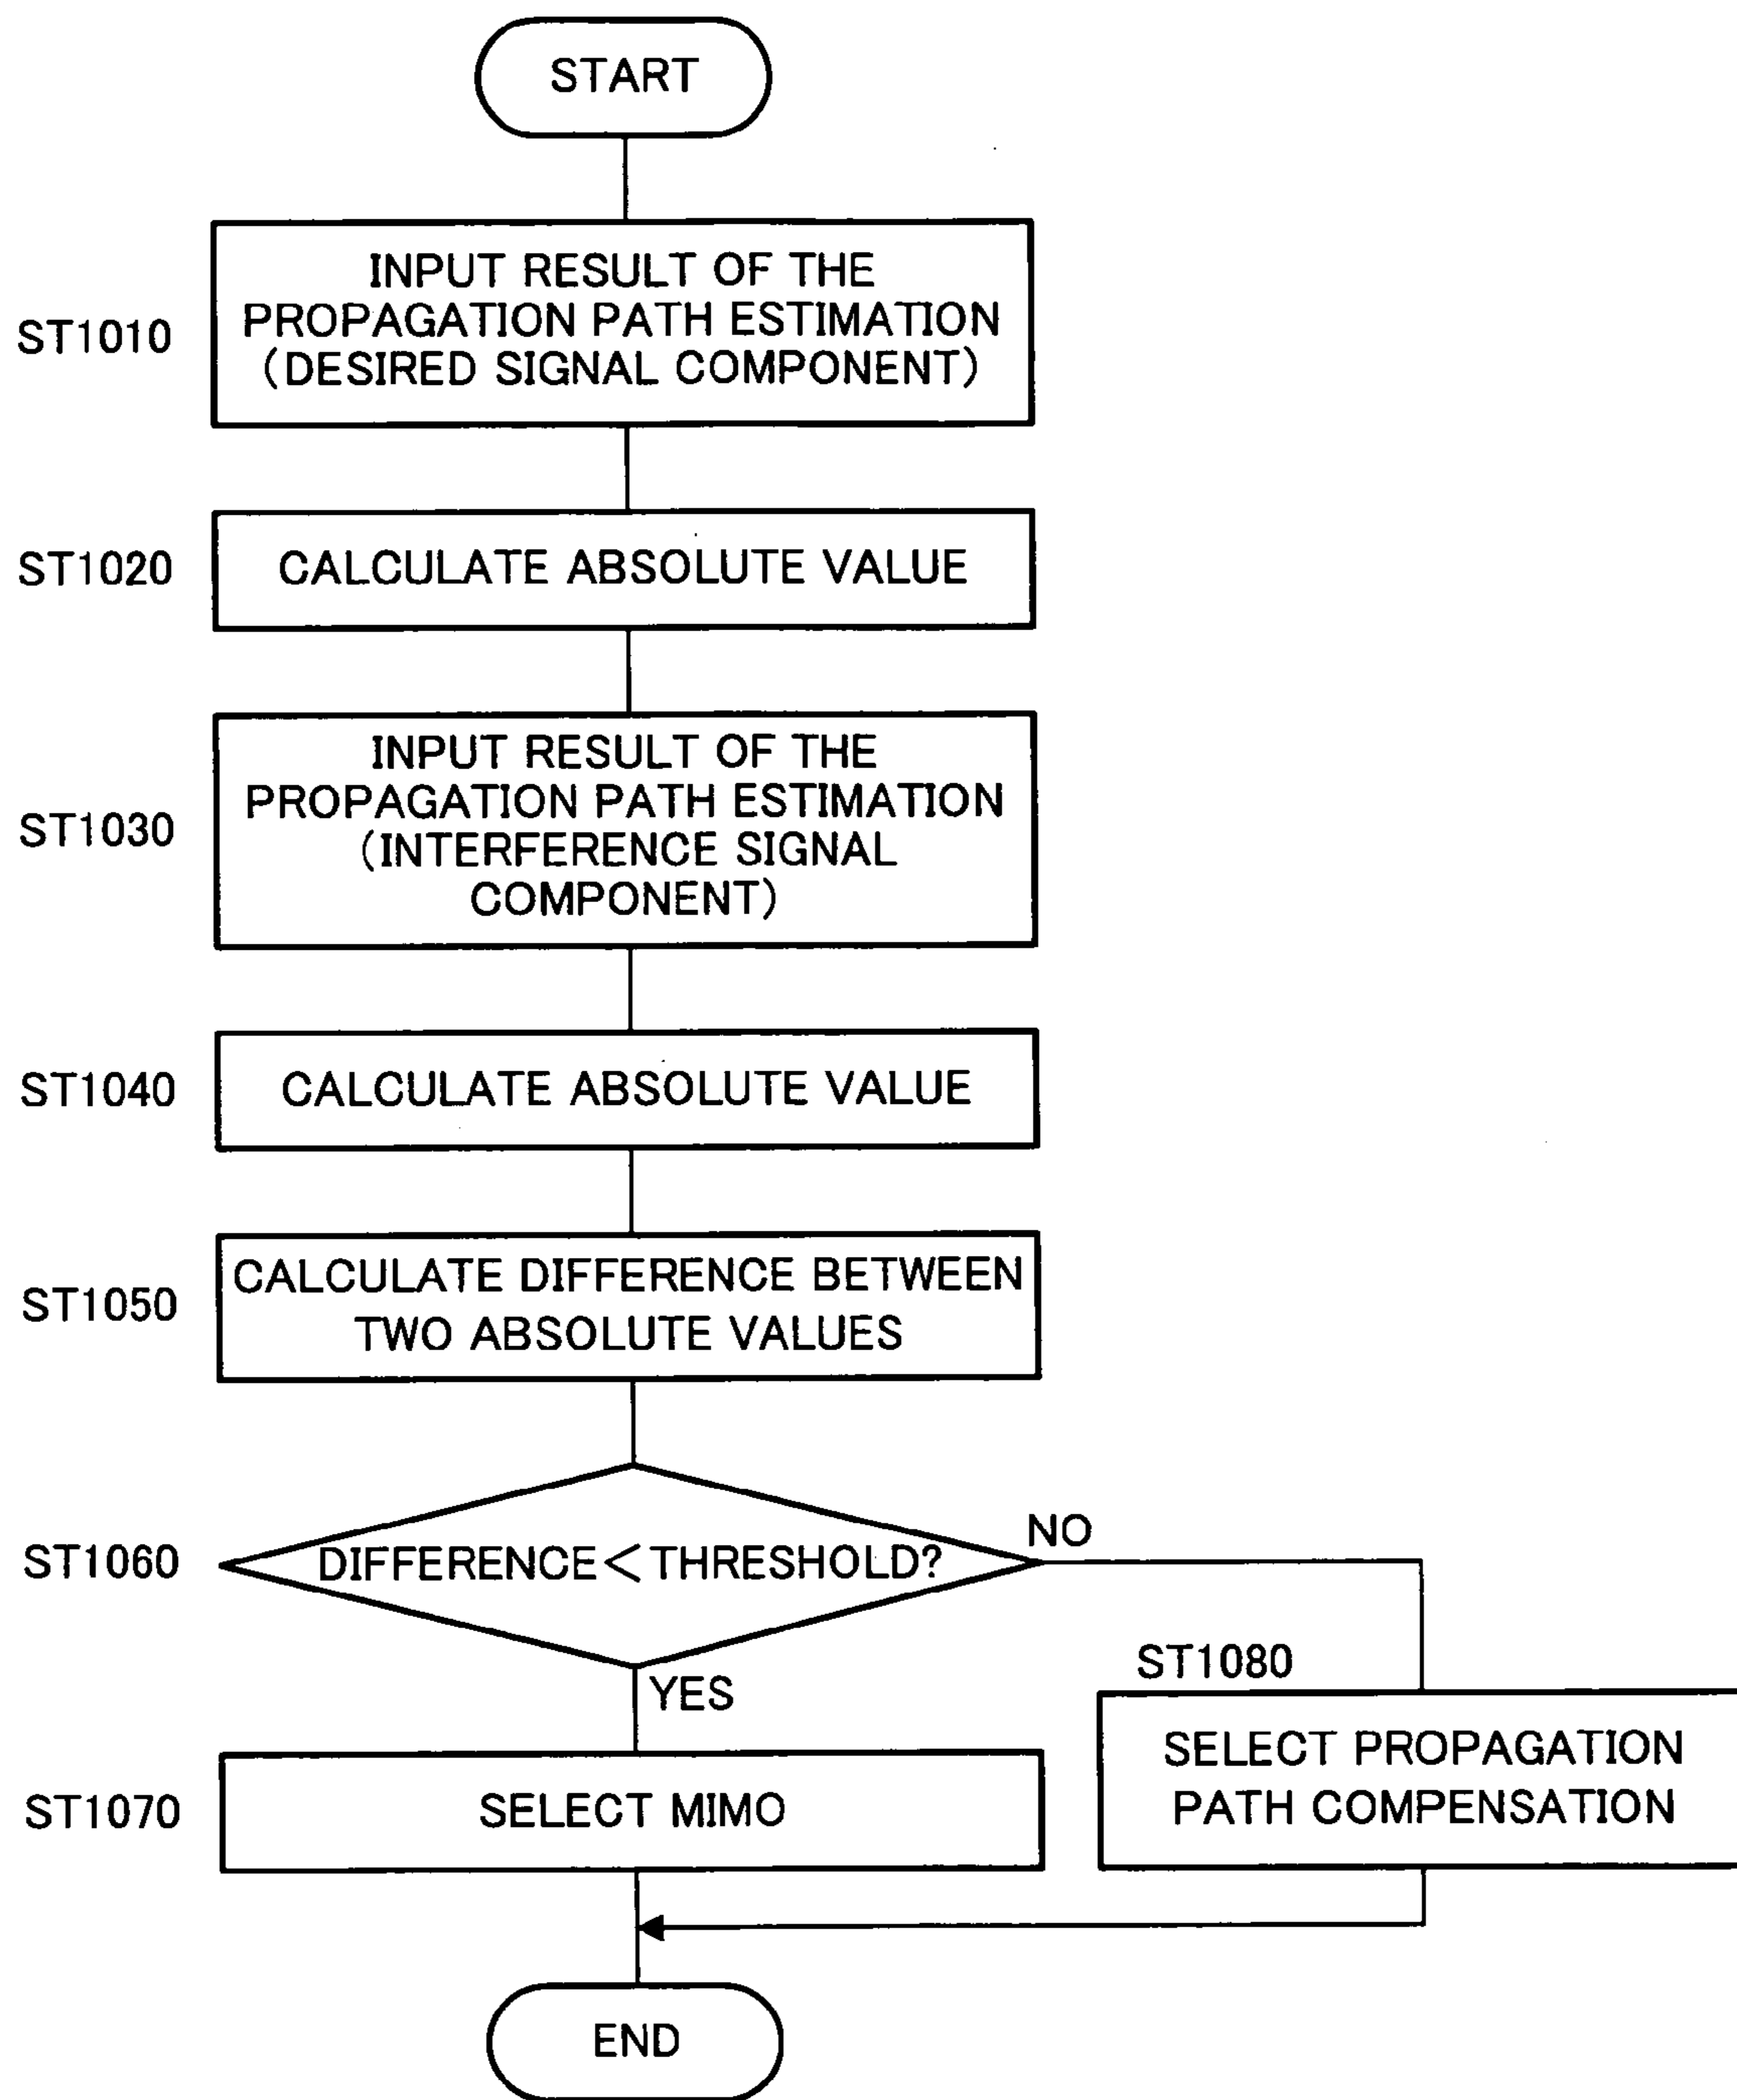 START
ST1010
INPUT RESULT OF THE
PROPAGATION PATH ESTIMATION
(DESIRED SIGNAL COMPONENT)
ST1020
CALCULATE ABSOLUTE VALUE
ST1030
INPUT RESULT OF THE
PROPAGATION PATH ESTIMATION
(INTERFERENCE SIGNAL
COMPONENT)
ST1040
CALCULATE ABSOLUTE VALUE
ST1050
CALCULATE DIFFERENCE BETWEEN
TWO ABSOLUTE VALUES
ST1060
DIFFERENCE<THRESHOLD?
NO
YES
ST1080
SELECT PROPAGATION
PATH COMPENSATION
ST1070
SELECT MIMO
END